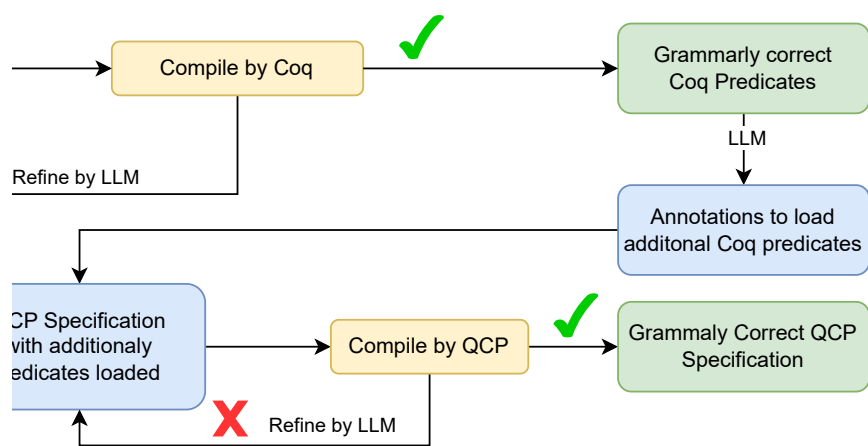 Compile by Coq
Grammarly correct
Coq Predicates
LLM
Refine by LLM
Annotations to load
additonal Coq predicates
CP Specification
with additionaly
edicates loaded
Compile by QCP
Grammaly Correct QCP
Specification
Refine by LLM